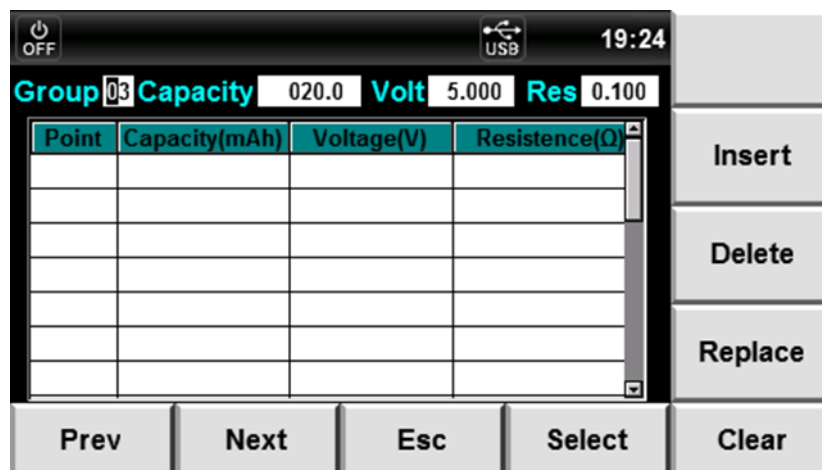 OFF USB 19:24
Group 03 Capacity 020.0 Volt 5.000 Res 0.100
Point Capacity(mAh) Voltage(V) Resistence(Ω)
Insert
Delete
Replace
Prev Next Esc Select Clear